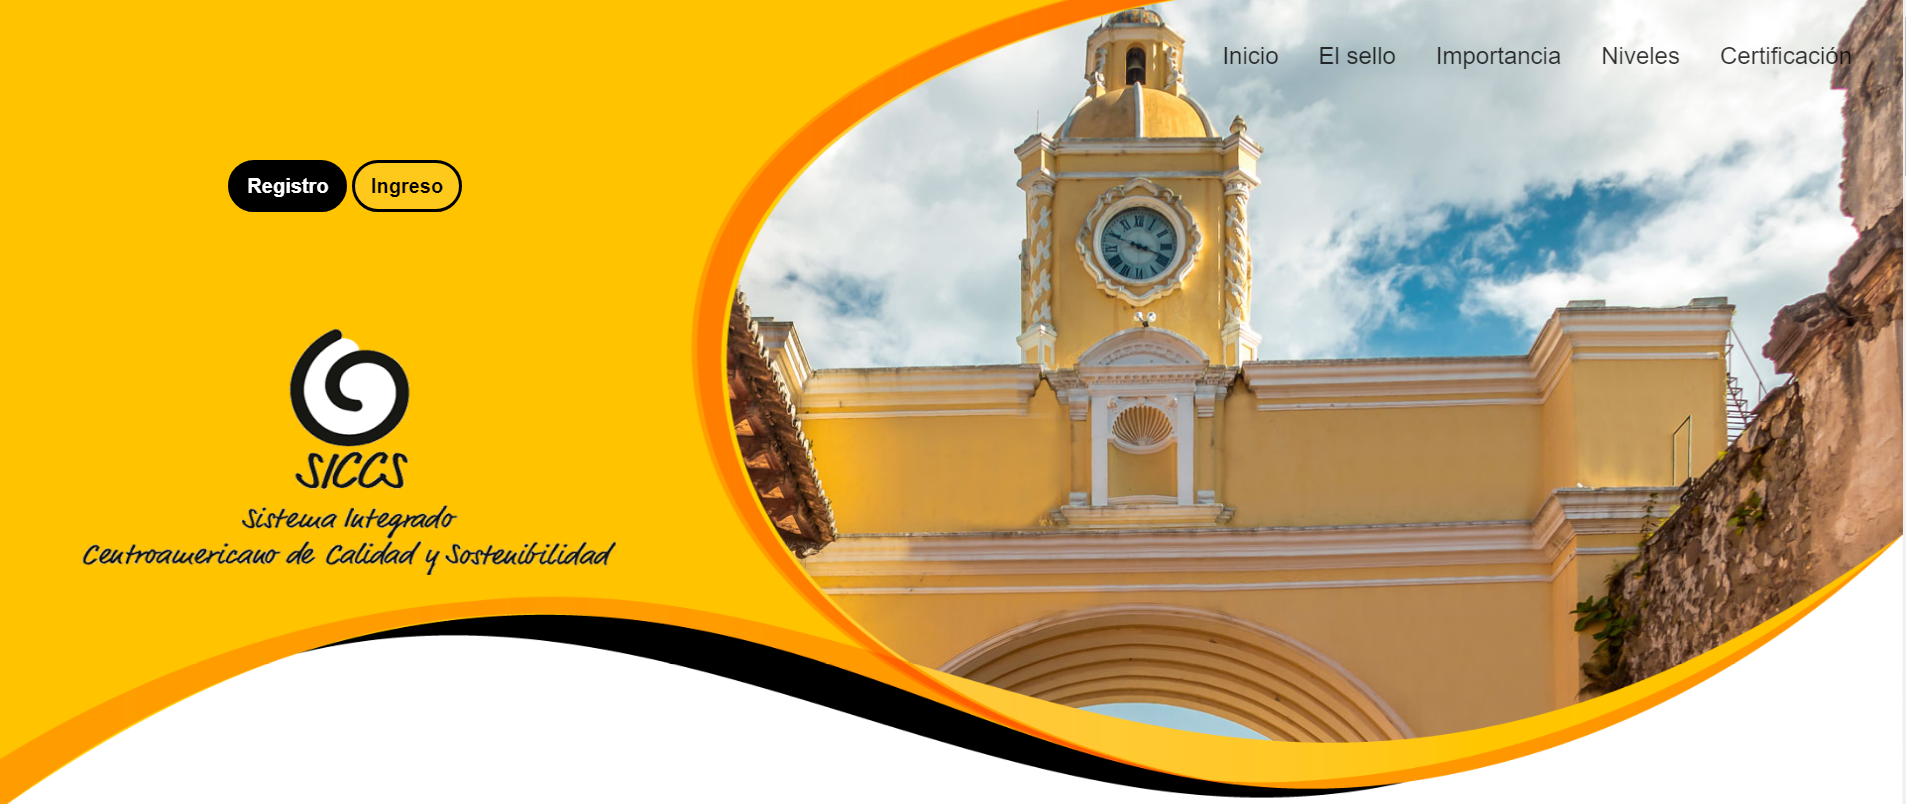 Inicio El sello Importancia Niveles Certificación
Registro Ingreso
SICCS
Sistema Integrado
Centroamericano de Calidad y Sostenibilidad